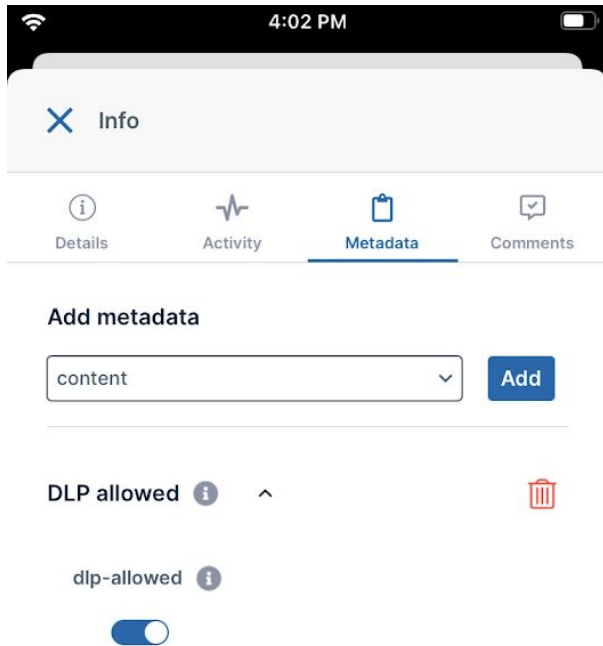 4:02 PM
Info
Details Activity Metadata Comments
Add metadata
content Add
DLP allowed
dlp-allowed